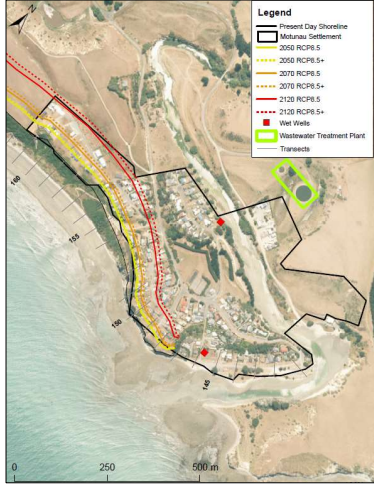 N
Legend
Present Day Shoreline
Motunau Settlement
2050 RCP8.5
2050 RCP8.5+
2070 RCP8.5
2070 RCP8.5+
2120 RCP8.5
2120 RCP8.5+
Wet Wells
Wastewater Treatment Plant
Transects
160
155
150
145
0 250 500 m